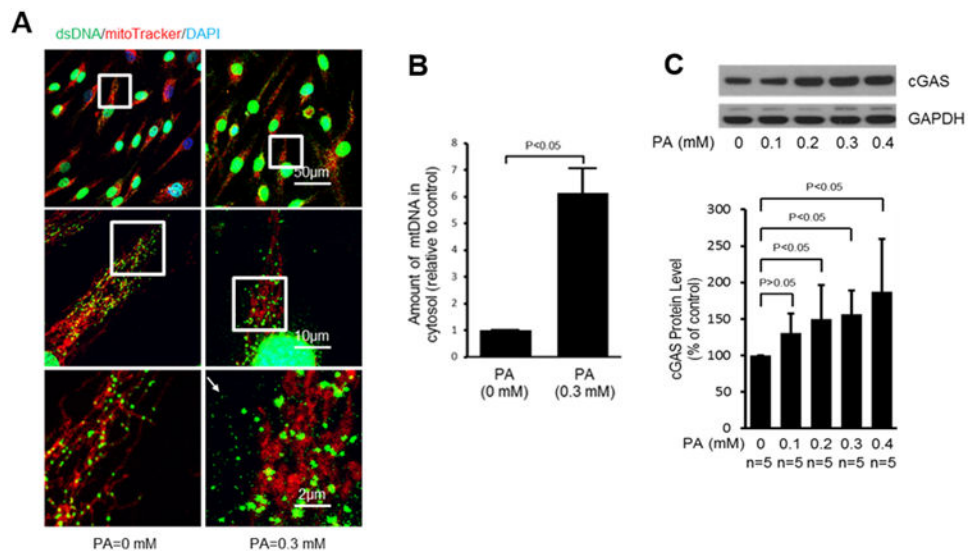 A
dsDNA/mitoTracker/DAPI
50μm
10μm
2μm
PA=0 mM
PA=0.3 mM
B
Amount of mtDNA in
cytosol (relative to control)
8
7
6
5
4
3
2
1
0
P<0.05
PA
(0 mM)
PA
(0.3 mM)
C
cGAS
GAPDH
PA (mM) 0 0.1 0.2 0.3 0.4
P<0.05
P<0.05
P<0.05
P>0.05
cGAS Protein Level
(% of control)
300
250
200
150
100
50
0
PA (mM) 0 0.1 0.2 0.3 0.4
n=5 n=5 n=5 n=5 n=5